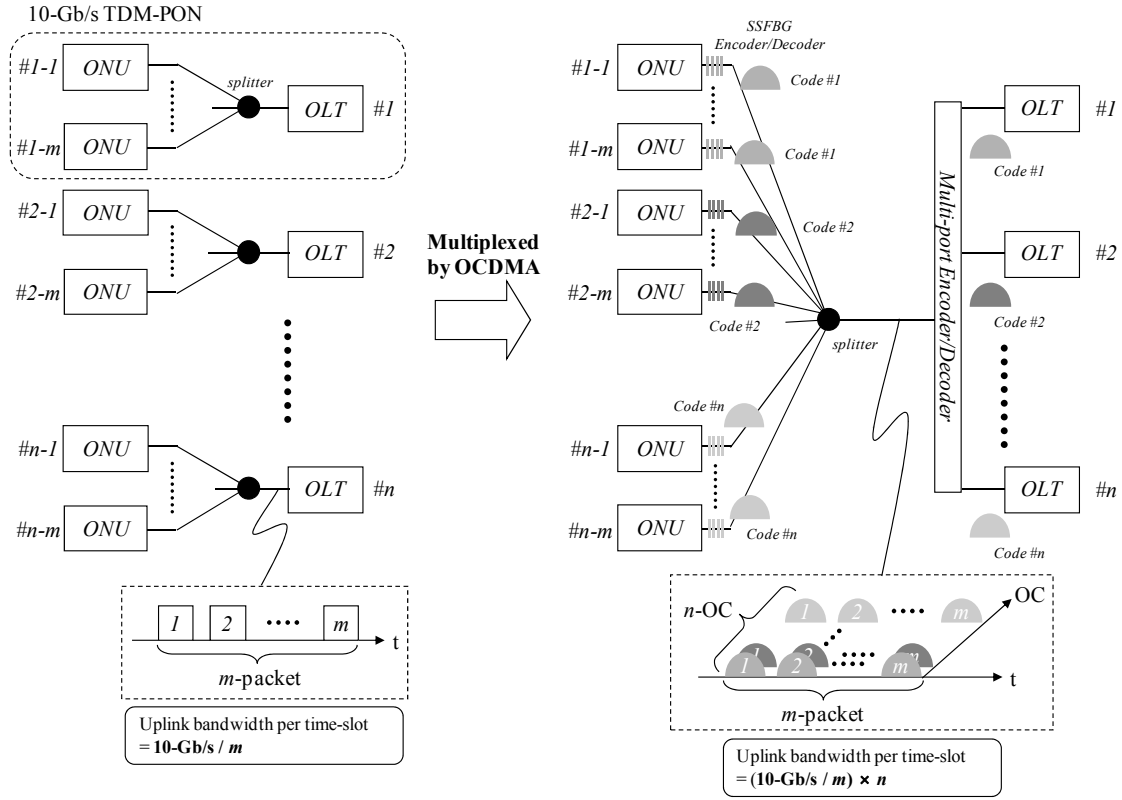 10-Gb/s TDM-PON
#1-1
ONU
splitter
OLT
#1
#1-m
ONU
#2-1
ONU
OLT
#2
#2-m
ONU
#n-1
ONU
OLT
#n
#n-m
ONU
1
2
m
t
m-packet
Uplink bandwidth per time-slot
= 10-Gb/s / m
Multiplexed
by OCDMA
SSFBG
Encoder/Decoder
#1-1
ONU
Code #1
#1-m
ONU
Code #1
#2-1
ONU
Code #2
#2-m
ONU
Code #2
splitter
Code #n
#n-1
ONU
#n-m
ONU
Code #n
Multi-port Encoder/Decoder
OLT
#1
Code #1
OLT
#2
Code #2
OLT
#n
Code #n
n-OC
OC
1
2
m
1
2
m
1
2
m
t
m-packet
Uplink bandwidth per time-slot
= (10-Gb/s / m) × n